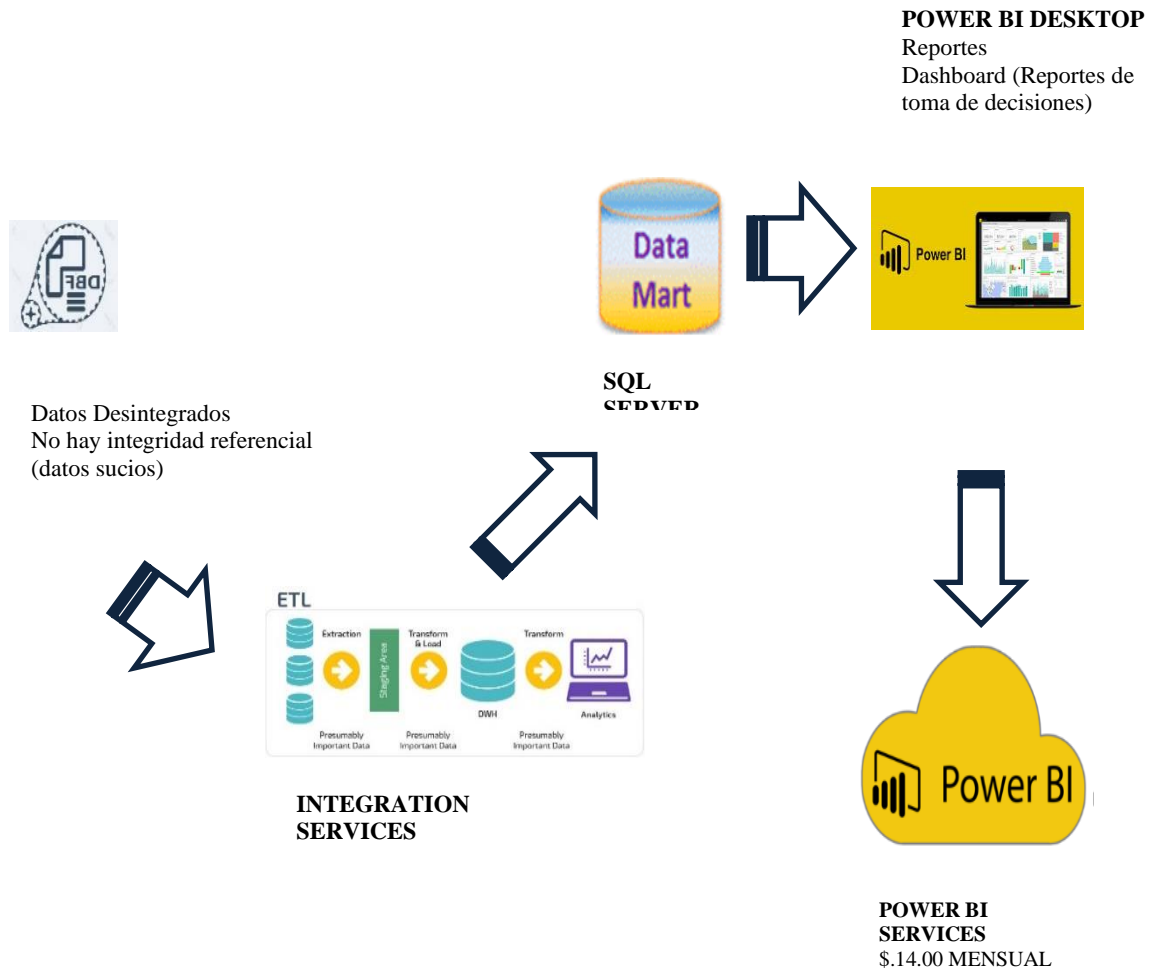 POWER BI DESKTOP
Reportes
Dashboard (Reportes de
toma de decisiones)
DBF
Data
Mart
Power BI
SQL
SERVER
Datos Desintegrados
No hay integridad referencial
(datos sucios)
ETL
Extraction
Staging Area
Transform
& Load
Transform
DWH
Analytics
Presumably
Important Data
Presumably
Important Data
Presumably
Important Data
INTEGRATION
SERVICES
Power BI
POWER BI
SERVICES
$.14.00 MENSUAL